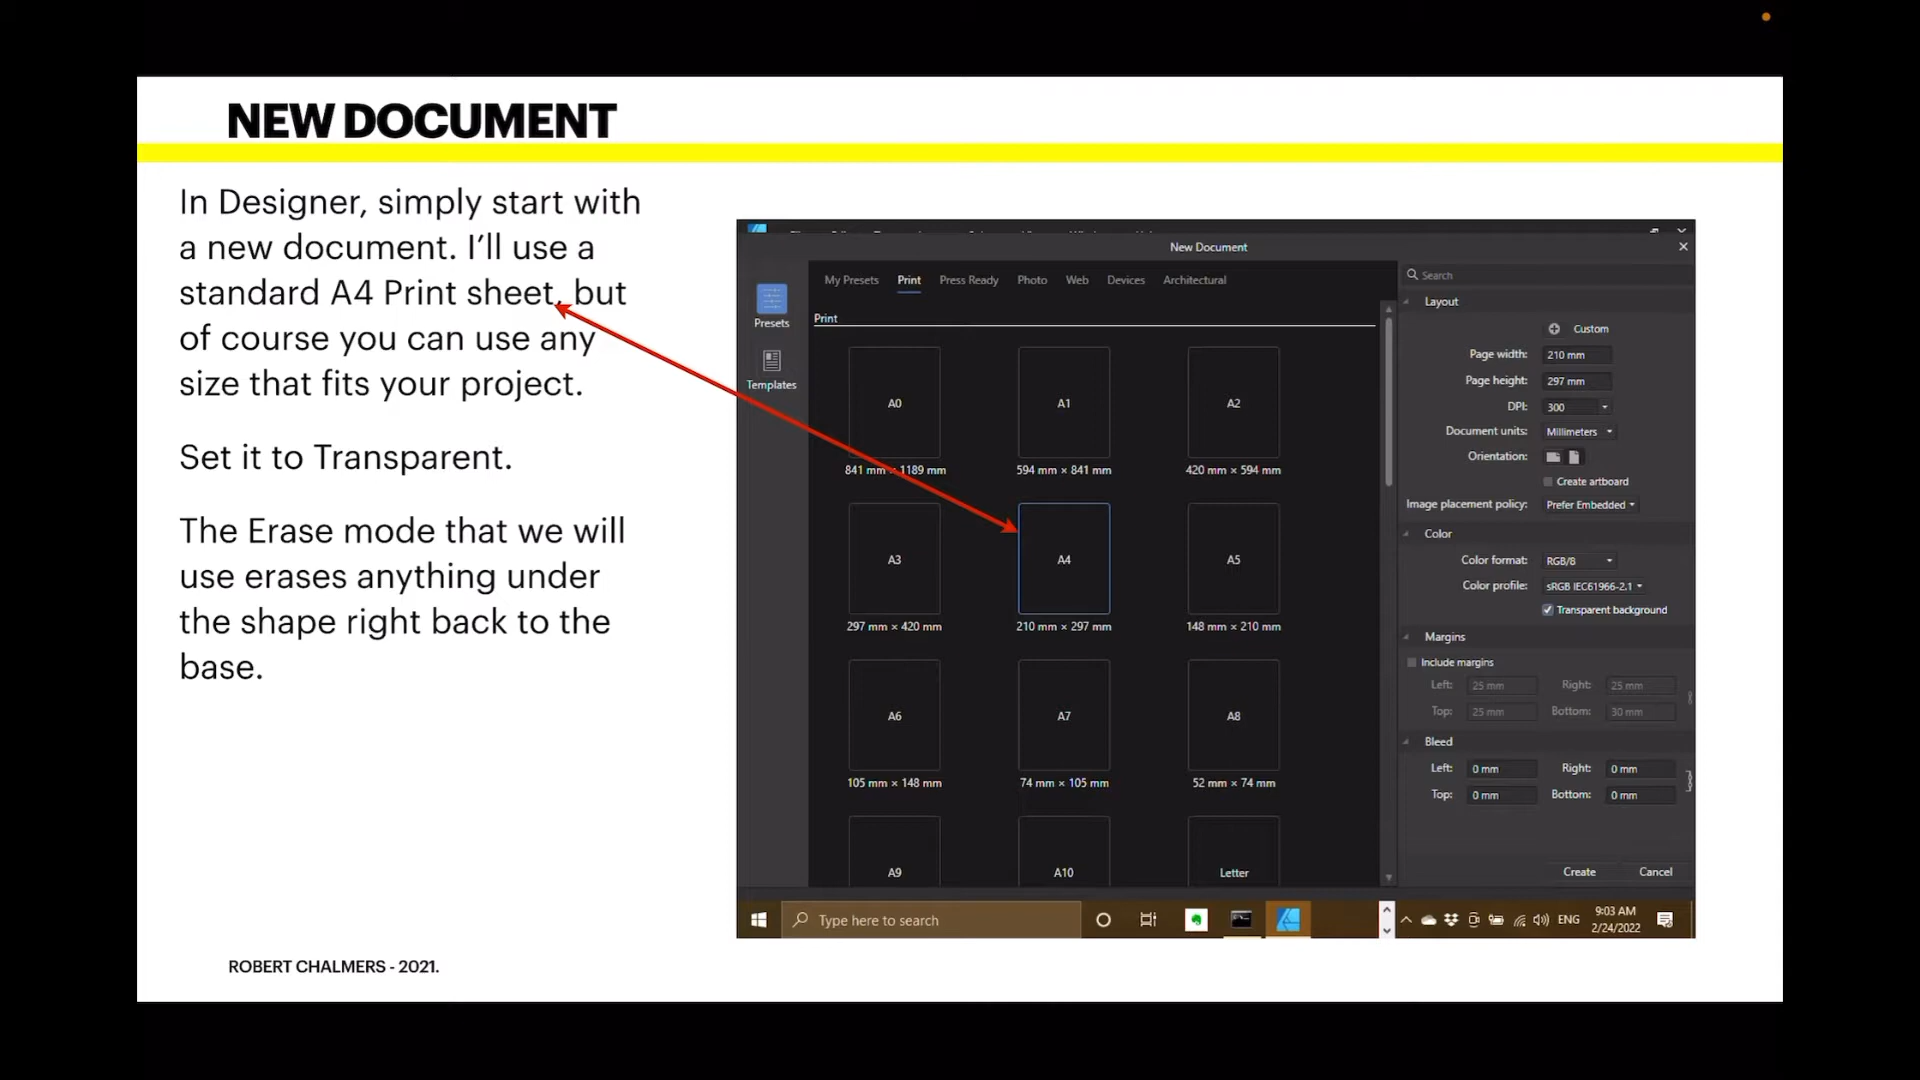 NEW DOCUMENT
In Designer, simply start with
a new document. I'll use a
standard A4 Print sheet, but
of course you can use any
size that fits your project.
Set it to Transparent.
The Erase mode that we will
use erases anything under
the shape right back to the
base.
New Document
Presets
Templates
My Presets Print Press Ready Photo Web Devices Architectural
Print
A0 A1 A2
841 mm × 1189 mm 594 mm × 841 mm 420 mm × 594 mm
A3 A4 A5
297 mm × 420 mm 210 mm × 297 mm 148 mm × 210 mm
A6 A7 A8
105 mm × 148 mm 74 mm × 105 mm 52 mm × 74 mm
A9 A10 Letter
Search
Layout
Custom
Page width: 210 mm
Page height: 297 mm
DPI: 300
Document units: Millimeters
Orientation:
Create artboard
Image placement policy: Prefer Embedded
Color
Color format: RGB/8
Color profile: sRGB IEC61966-2.1
Transparent background
Margins
Include margins
Left: 25 mm Right: 25 mm
Top: 25 mm Bottom: 30 mm
Bleed
Left: 0 mm Right: 0 mm
Top: 0 mm Bottom: 0 mm
Create Cancel
Type here to search
ENG
9:03 AM
2/24/2022
ROBERT CHALMERS - 2021.